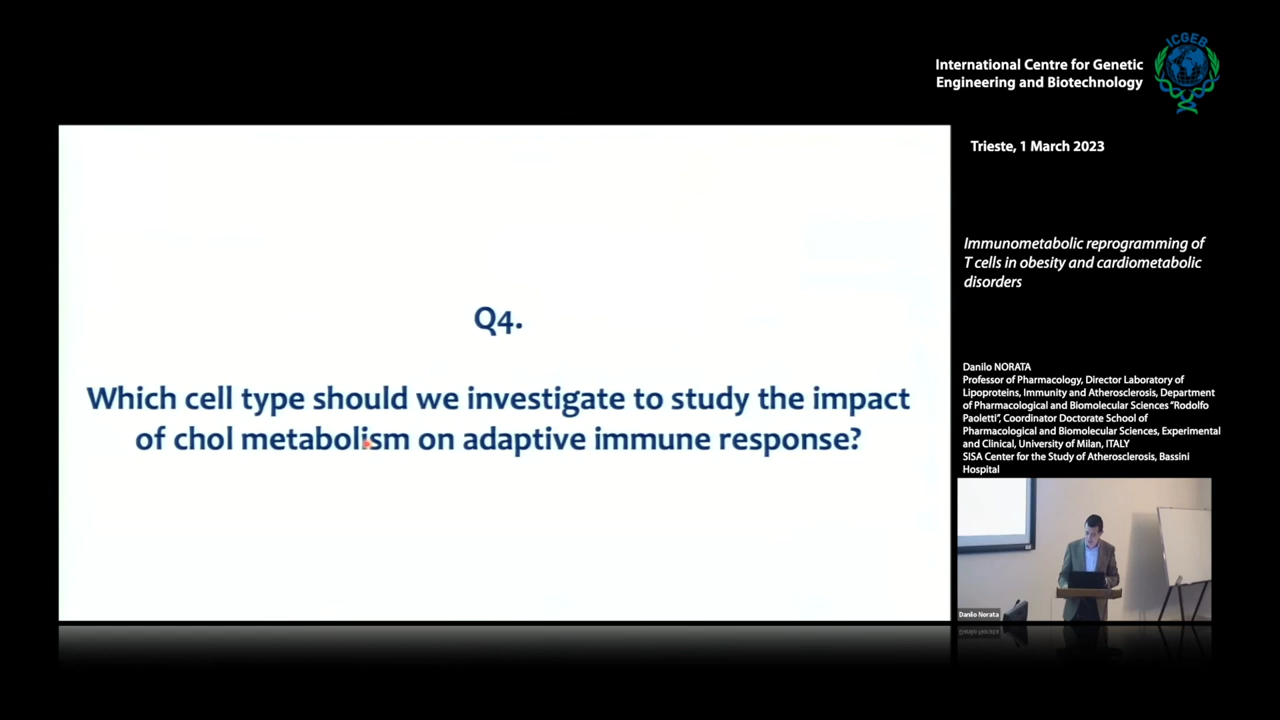 ICGEB
International Centre for Genetic
Engineering and Biotechnology
Trieste, 1 March 2023
Q4.
Which cell type should we investigate to study the impact
of chol metabolism on adaptive immune response?
Immunometabolic reprogramming of
T cells in obesity and cardiometabolic
disorders
Danilo NORATA
Professor of Pharmacology, Director Laboratory of
Lipoproteins, Immunity and Atherosclerosis, Department
of Pharmacological and Biomolecular Sciences “Rodolfo
Paoletti”, Coordinator Doctorate School of
Pharmacological and Biomolecular Sciences, Experimental
and Clinical, University of Milan, ITALY
SISA Center for the Study of Atherosclerosis, Bassini
Hospital
Danilo Norata